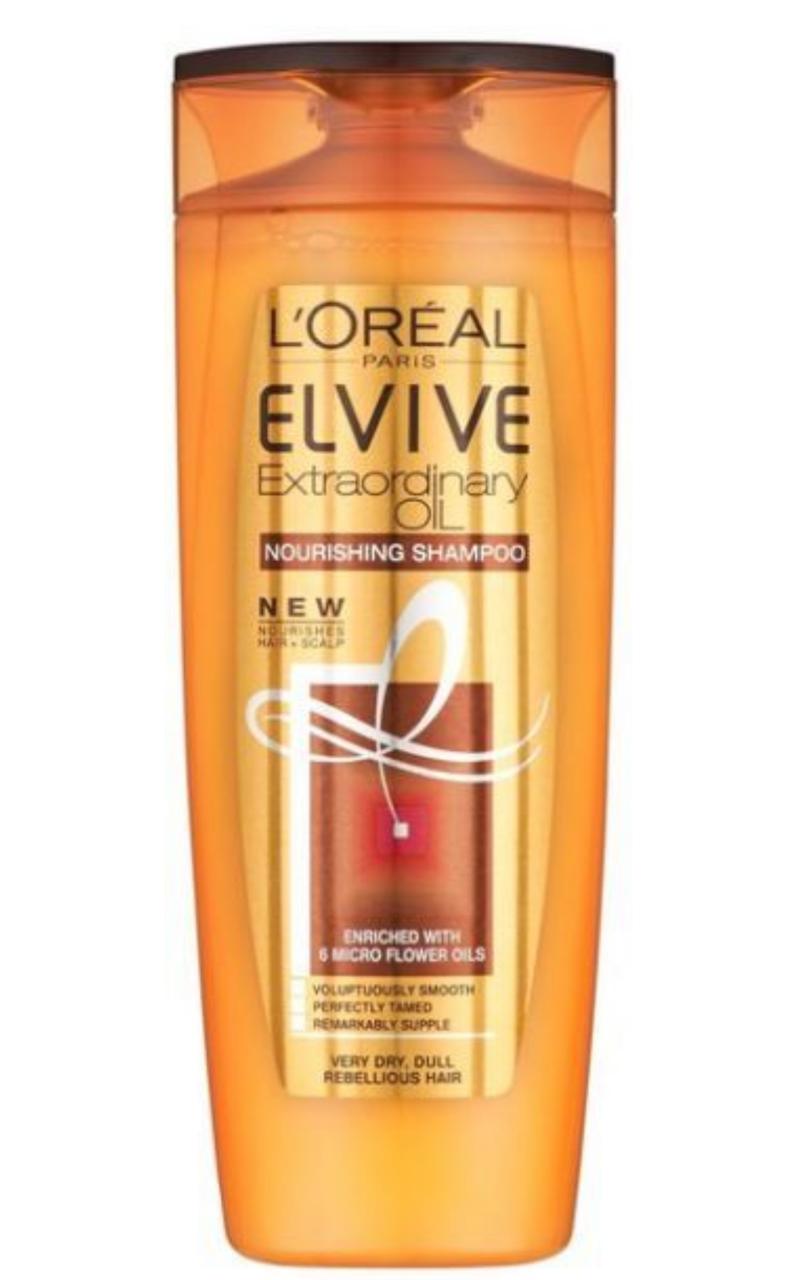 L'ORÉAL
PARIS
ELVIVE
Extraordinary
OIL
NOURISHING SHAMPOO
NEW
NOURISHES
HAIR + SCALP
ENRICHED WITH
6 MICRO FLOWER OILS
VOLUPTUOUSLY SMOOTH
PERFECTLY TAMED
REMARKABLY SUPPLE
VERY DRY, DULL
REBELLIOUS HAIR